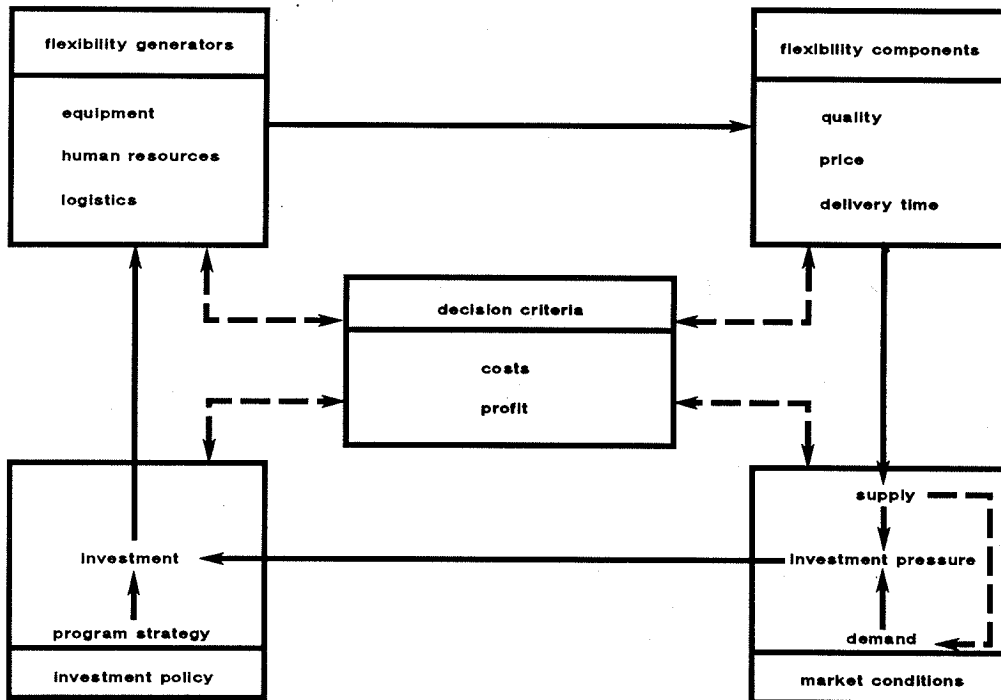 flexibility generators
equipment
human resources
logistics
flexibility components
quality
price
delivery time
decision criteria
costs
profit
investment
program strategy
investment policy
supply
investment pressure
demand
market conditions